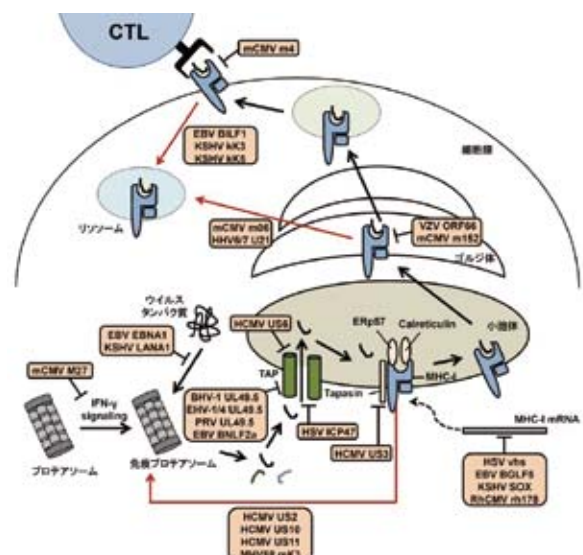 CTL
mCMV m4
EBV BILF1
KSHV kK3
KSHV kK5
細胞膜
リソソーム
mCMV m06
HHV6/7 U21
VZV ORF66
mCMV m152
ゴルジ体
ウイルス
タンパク質
HCMV US6
ERp57
Calreticulin
小胞体
EBV EBNA1
KSHV LANA1
TAP
MHC-I
mCMV M27
IFN-γ
signaling
BHV-1 UL49.5
EHV-1/4 UL49.5
PRV UL49.5
EBV BNLF2a
Tapasin
HSV ICP47
HCMV US3
MHC-I mRNA
プロテアソーム
免疫プロテアソーム
HSV vhs
EBV BGLF5
KSHV SOX
RhCMV rh178
HCMV US2
HCMV US10
HCMV US11
MHV68 mK3